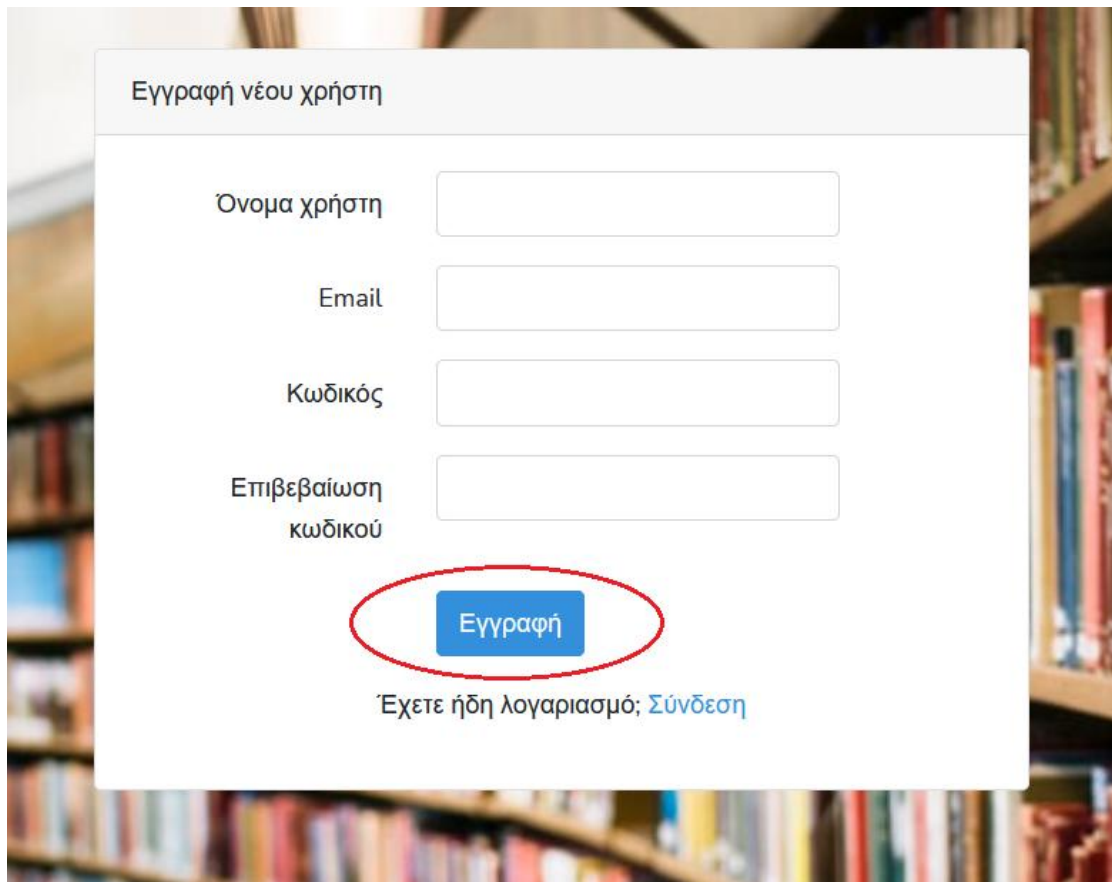 Εγγραφή νέου χρήστη
Όνομα χρήστη
Email
Κωδικός
Επιβεβαίωση
κωδικού
Εγγραφή
Έχετε ήδη λογαριασμό; Σύνδεση